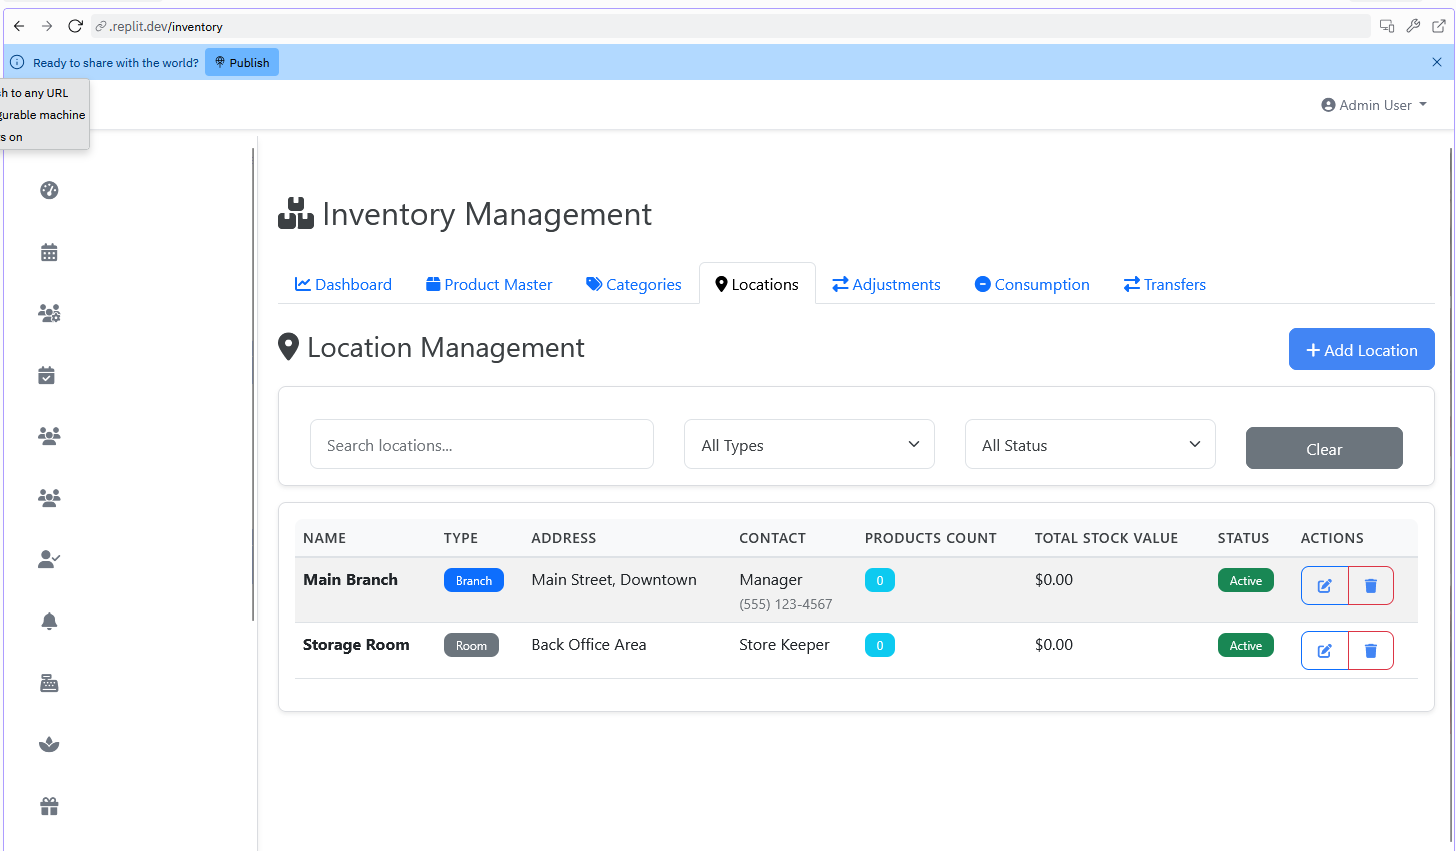 .replit.dev/inventory
Ready to share with the world? Publish
sh to any URL
gurable machine
s on
Admin User
Inventory Management
Dashboard Product Master Categories Locations Adjustments Consumption Transfers
Location Management
Add Location
Search locations... All Types All Status Clear
NAME TYPE ADDRESS CONTACT PRODUCTS COUNT TOTAL STOCK VALUE STATUS ACTIONS
Main Branch Branch Main Street, Downtown Manager 0 $0.00 Active
(555) 123-4567
Storage Room Room Back Office Area Store Keeper 0 $0.00 Active